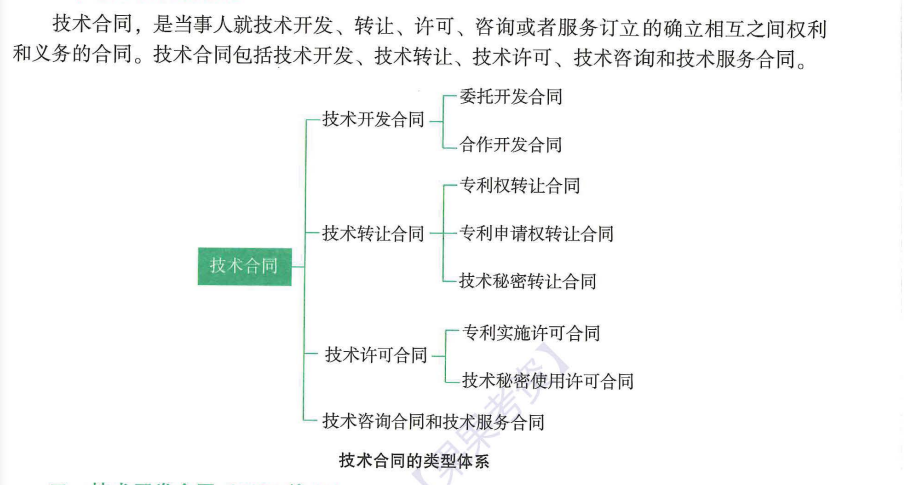 技术合同，是当事人就技术开发、转让、许可、咨询或者服务订立的确立相互之间权利
和义务的合同。技术合同包括技术开发、技术转让、技术许可、技术咨询和技术服务合同。
委托开发合同
技术开发合同
合作开发合同
专利权转让合同
技术转让合同
专利申请权转让合同
技术合同
技术秘密转让合同
专利实施许可合同
技术许可合同
技术秘密使用许可合同
技术咨询合同和技术服务合同
技术合同的类型体系
【果果考资】